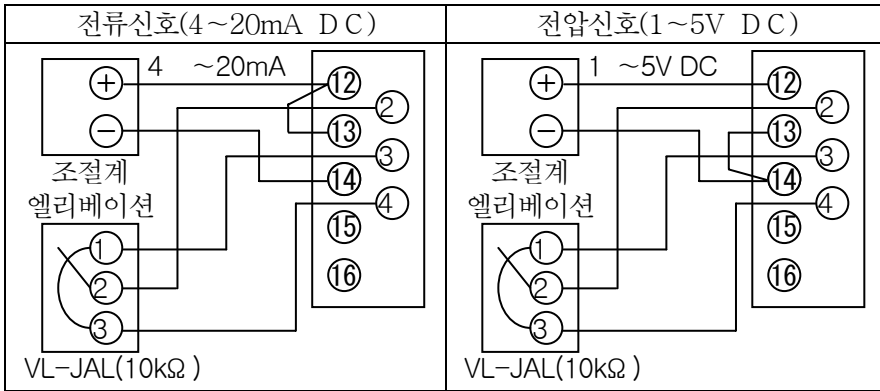 전류신호(4~20mA DC)
전압신호(1~5V DC)
+ 4 ~20mA 12
2
- 13
3
조절계 14
엘리베이션 4
1 15
2 16
3
VL-JAL(10kΩ)
+ 1 ~5V DC 12
2
- 13
3
조절계 14
엘리베이션 4
1 15
2 16
3
VL-JAL(10kΩ)